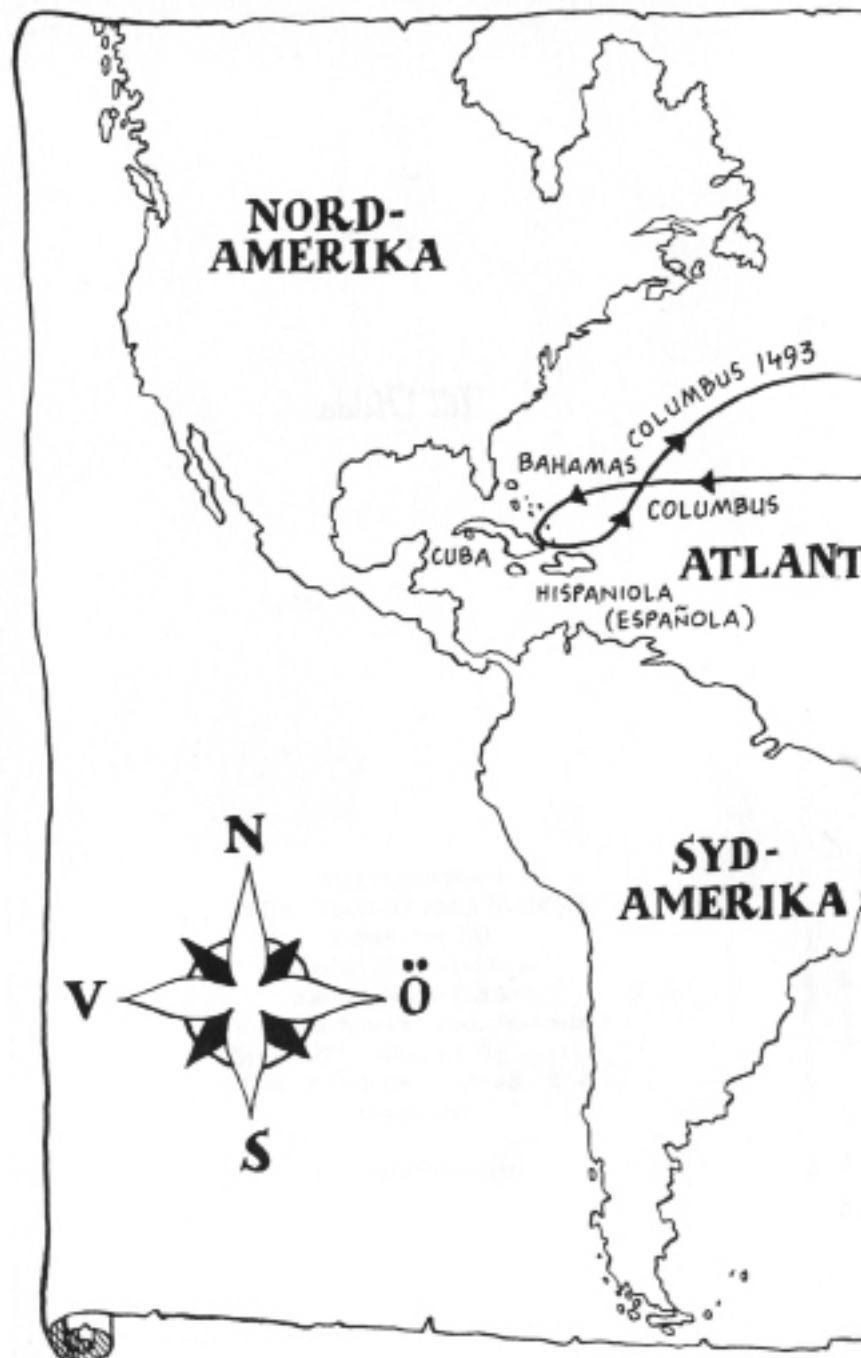 NORD-
AMERIKA
COLUMBUS 1493
BAHAMAS
COLUMBUS
CUBA
ATLANT
HISPANIOLA
(ESPAÑOLA)
SYD-
AMERIKA
N
V
Ö
S